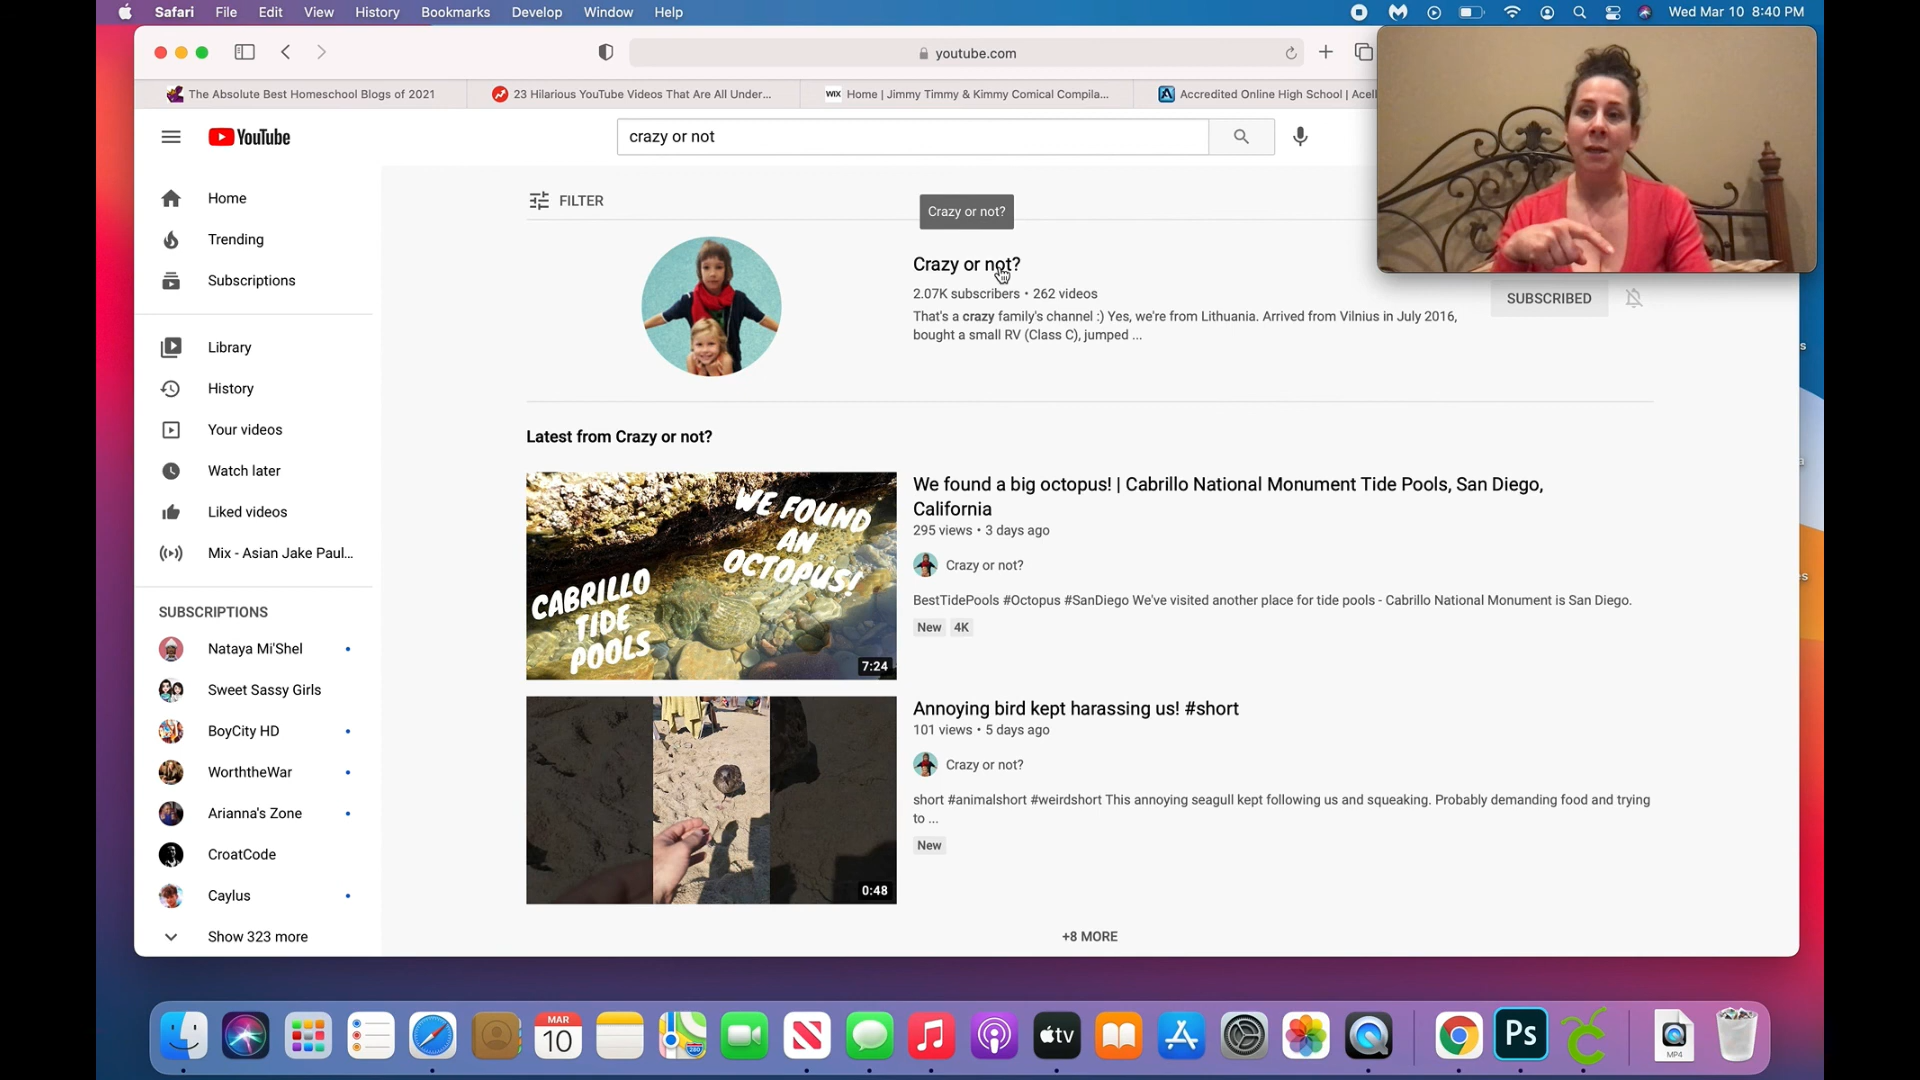 Safari File Edit View History Bookmarks Develop Window Help Wed Mar 10 8:40 PM
youtube.com
The Absolute Best Homeschool Blogs of 2021
23 Hilarious YouTube Videos That Are All Under...
WIX Home | Jimmy Timmy & Kimmy Comical Compila...
Accredited Online High School | Acel
YouTube
crazy or not
FILTER
Crazy or not?
Crazy or not?
2.07K subscribers • 262 videos
That's a crazy family's channel :) Yes, we're from Lithuania. Arrived from Vilnius in July 2016,
bought a small RV (Class C), jumped ...
SUBSCRIBED
Home
Trending
Subscriptions
Library
History
Your videos
Watch later
Liked videos
Mix - Asian Jake Paul...
SUBSCRIPTIONS
Nataya Mi'Shel
Sweet Sassy Girls
BoyCity HD
WorththeWar
Arianna's Zone
CroatCode
Caylus
Show 323 more
Latest from Crazy or not?
WE FOUND
AN
OCTOPUS!
CABRILLO
TIDE
POOLS
7:24
We found a big octopus! | Cabrillo National Monument Tide Pools, San Diego,
California
295 views • 3 days ago
Crazy or not?
BestTidePools #Octopus #SanDiego We've visited another place for tide pools - Cabrillo National Monument is San Diego.
New 4K
0:48
Annoying bird kept harassing us! #short
101 views • 5 days ago
Crazy or not?
short #animalshort #weirdshort This annoying seagull kept following us and squeaking. Probably demanding food and trying
to ...
New
+8 MORE
MAR
10
tv
Ps
MP4